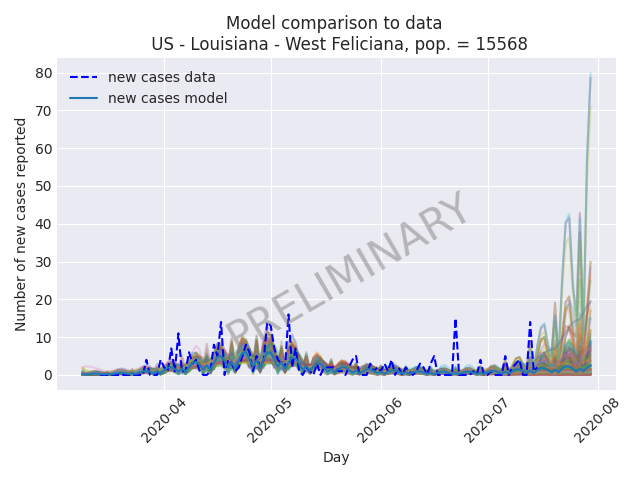 Model comparison to data
US - Louisiana - West Feliciana, pop. = 15568
new cases data
new cases model
80
70
60
50
40
30
20
10
0
Number of new cases reported
PRELIMINARY
2020-04
2020-05
2020-06
2020-07
2020-08
Day